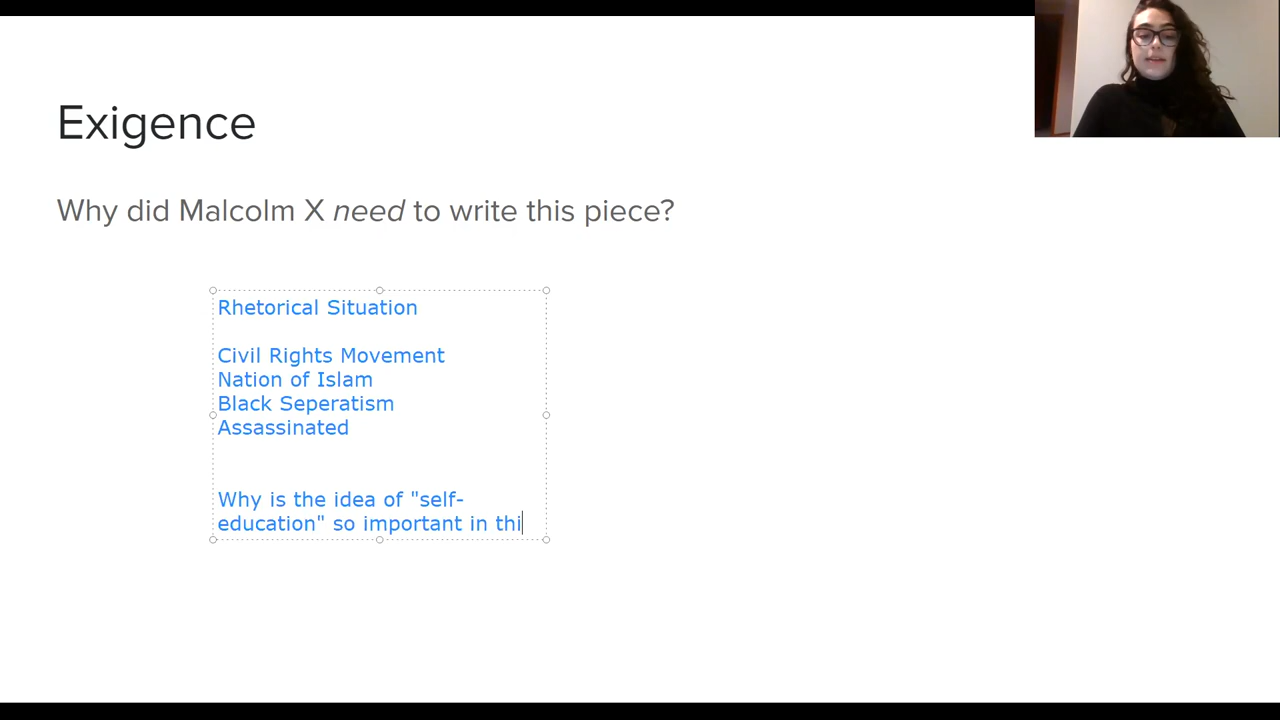 Exigence
Why did Malcolm X need to write this piece?
Rhetorical Situation
Civil Rights Movement
Nation of Islam
Black Seperatism
Assassinated
Why is the idea of "self-
education" so important in thi